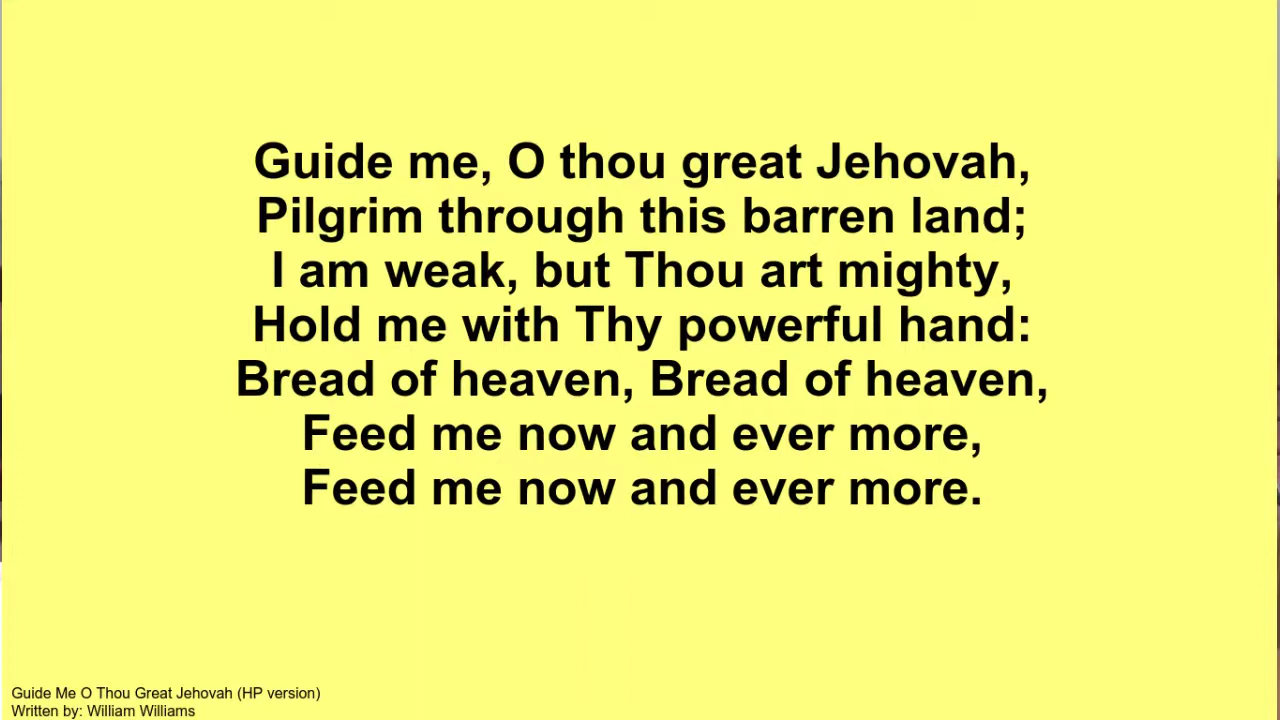 Guide me, O thou great Jehovah,
Pilgrim through this barren land;
I am weak, but Thou art mighty,
Hold me with Thy powerful hand:
Bread of heaven, Bread of heaven,
Feed me now and ever more,
Feed me now and ever more.
Guide Me O Thou Great Jehovah (HP version)
Written by: William Williams